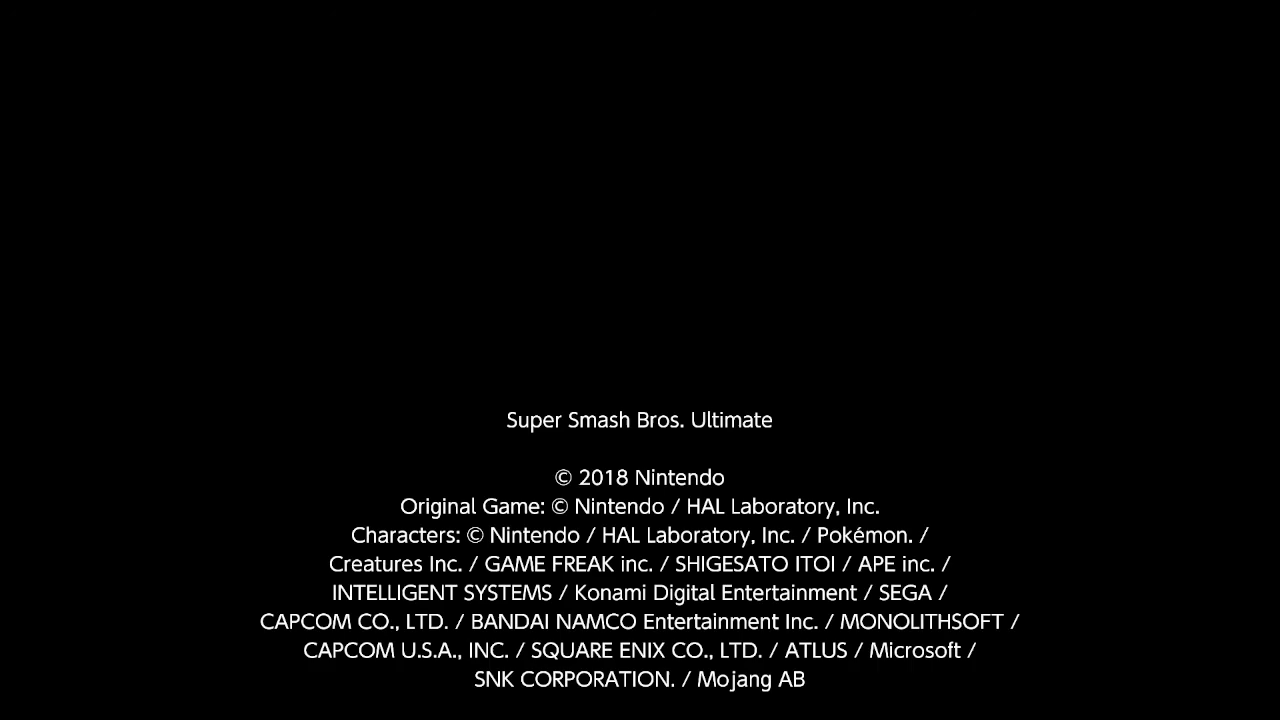 Super Smash Bros. Ultimate
© 2018 Nintendo
Original Game: © Nintendo / HAL Laboratory, Inc.
Characters: © Nintendo / HAL Laboratory, Inc. / Pokémon. /
Creatures Inc. / GAME FREAK inc. / SHIGESATO ITOI / APE inc. /
INTELLIGENT SYSTEMS / Konami Digital Entertainment / SEGA /
CAPCOM CO., LTD. / BANDAI NAMCO Entertainment Inc. / MONOLITHSOFT /
CAPCOM U.S.A., INC. / SQUARE ENIX CO., LTD. / ATLUS / Microsoft /
SNK CORPORATION. / Mojang AB